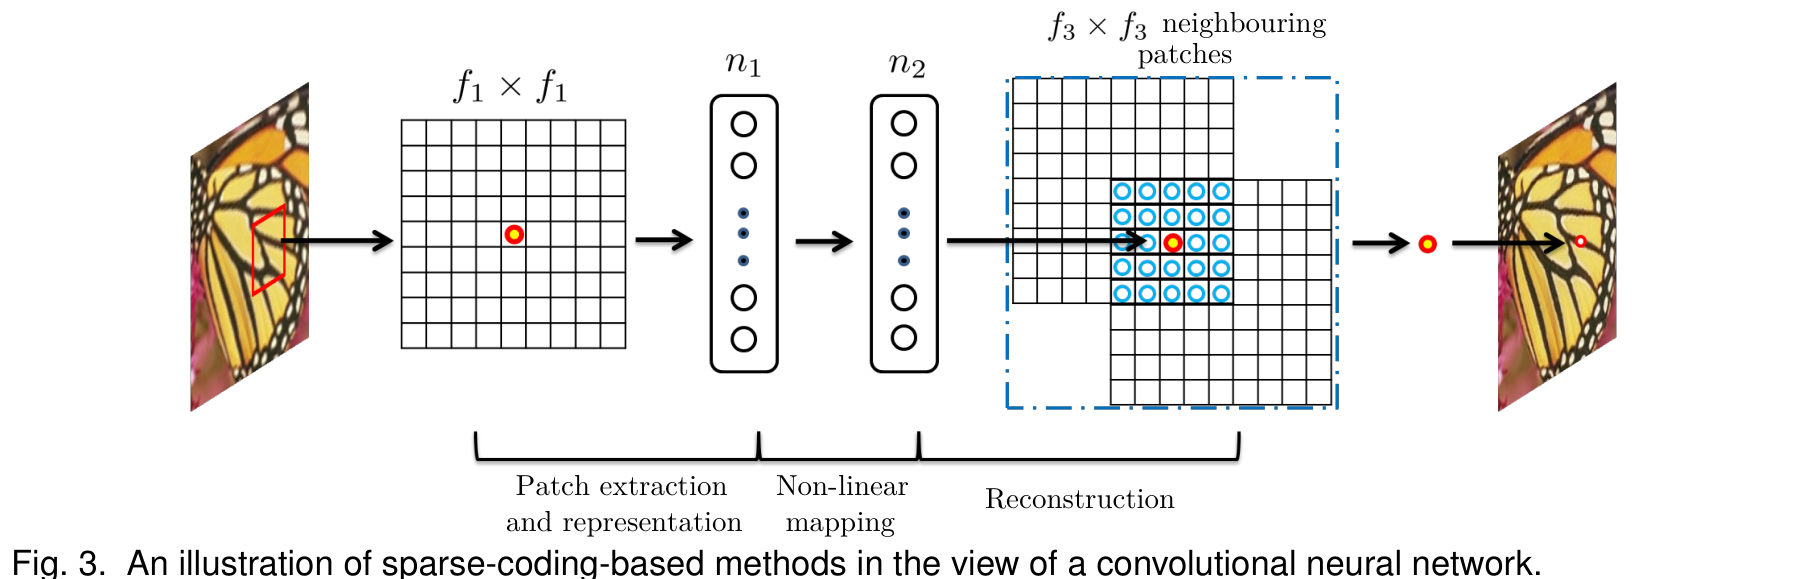 f₁ × f₁
n₁
n₂
f₃ × f₃ neighbouring
patches
Patch extraction
and representation
Non-linear
mapping
Reconstruction
Fig. 3. An illustration of sparse-coding-based methods in the view of a convolutional neural network.